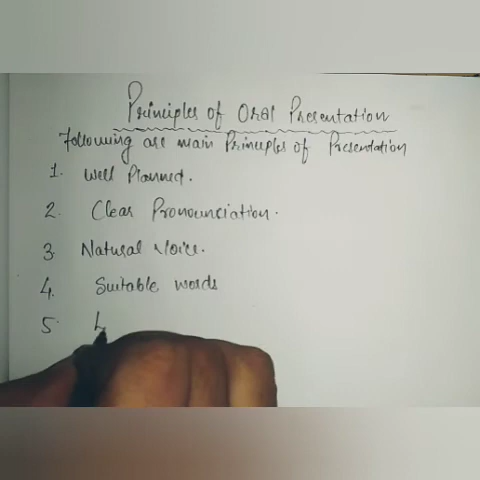 Principles of Oral Presentation
Following are main Principles of Presentation
1. Well Planned.
2. Clear Pronounciation.
3. Natural Voice.
4. Suitable words
5.